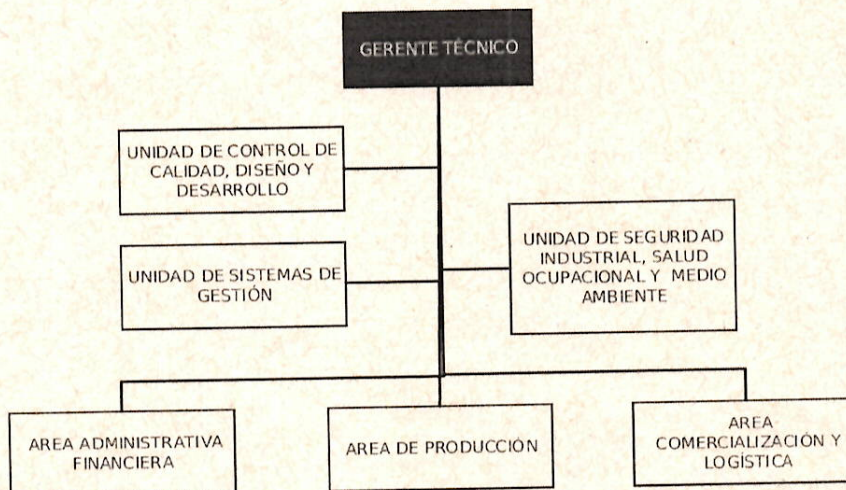 GERENTE TÉCNICO
UNIDAD DE CONTROL DE
CALIDAD, DISEÑO Y
DESARROLLO
UNIDAD DE SEGURIDAD
INDUSTRIAL, SALUD
OCUPACIONAL Y MEDIO
AMBIENTE
UNIDAD DE SISTEMAS DE
GESTIÓN
AREA ADMINISTRATIVA
FINANCIERA
AREA DE PRODUCCIÓN
AREA
COMERCIALIZACIÓN Y
LOGÍSTICA